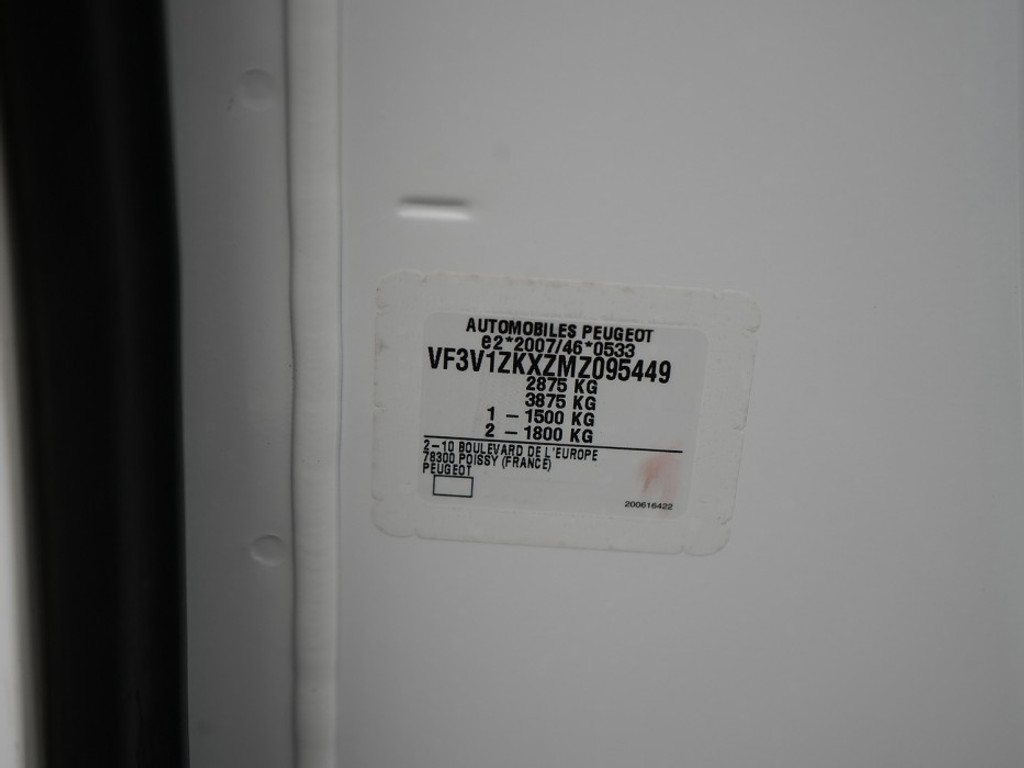 AUTOMOBILES PEUGEOT
e2*2007/46*0533
VF3V1ZKXZMZ095449
2875 KG
3875 KG
1 – 1500 KG
2 – 1800 KG
2–10 BOULEVARD DE L'EUROPE
78300 POISSY (FRANCE)
PEUGEOT
200616422